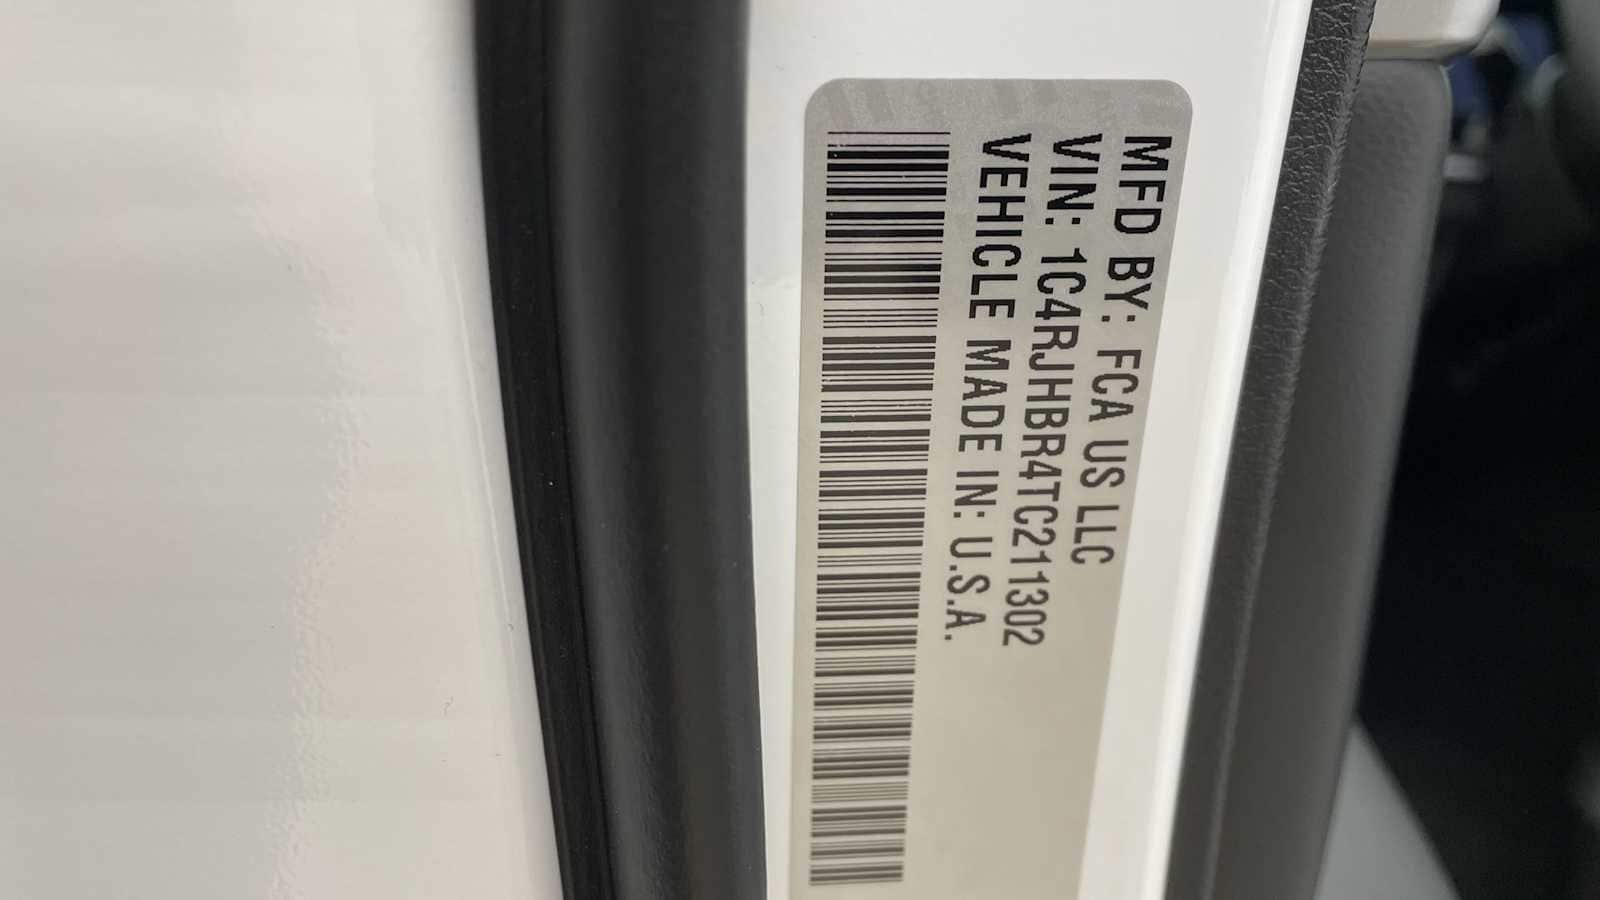 MFD BY: FCA US LLC
VIN: 1C4RJHBR4TC211302
VEHICLE MADE IN: U.S.A.